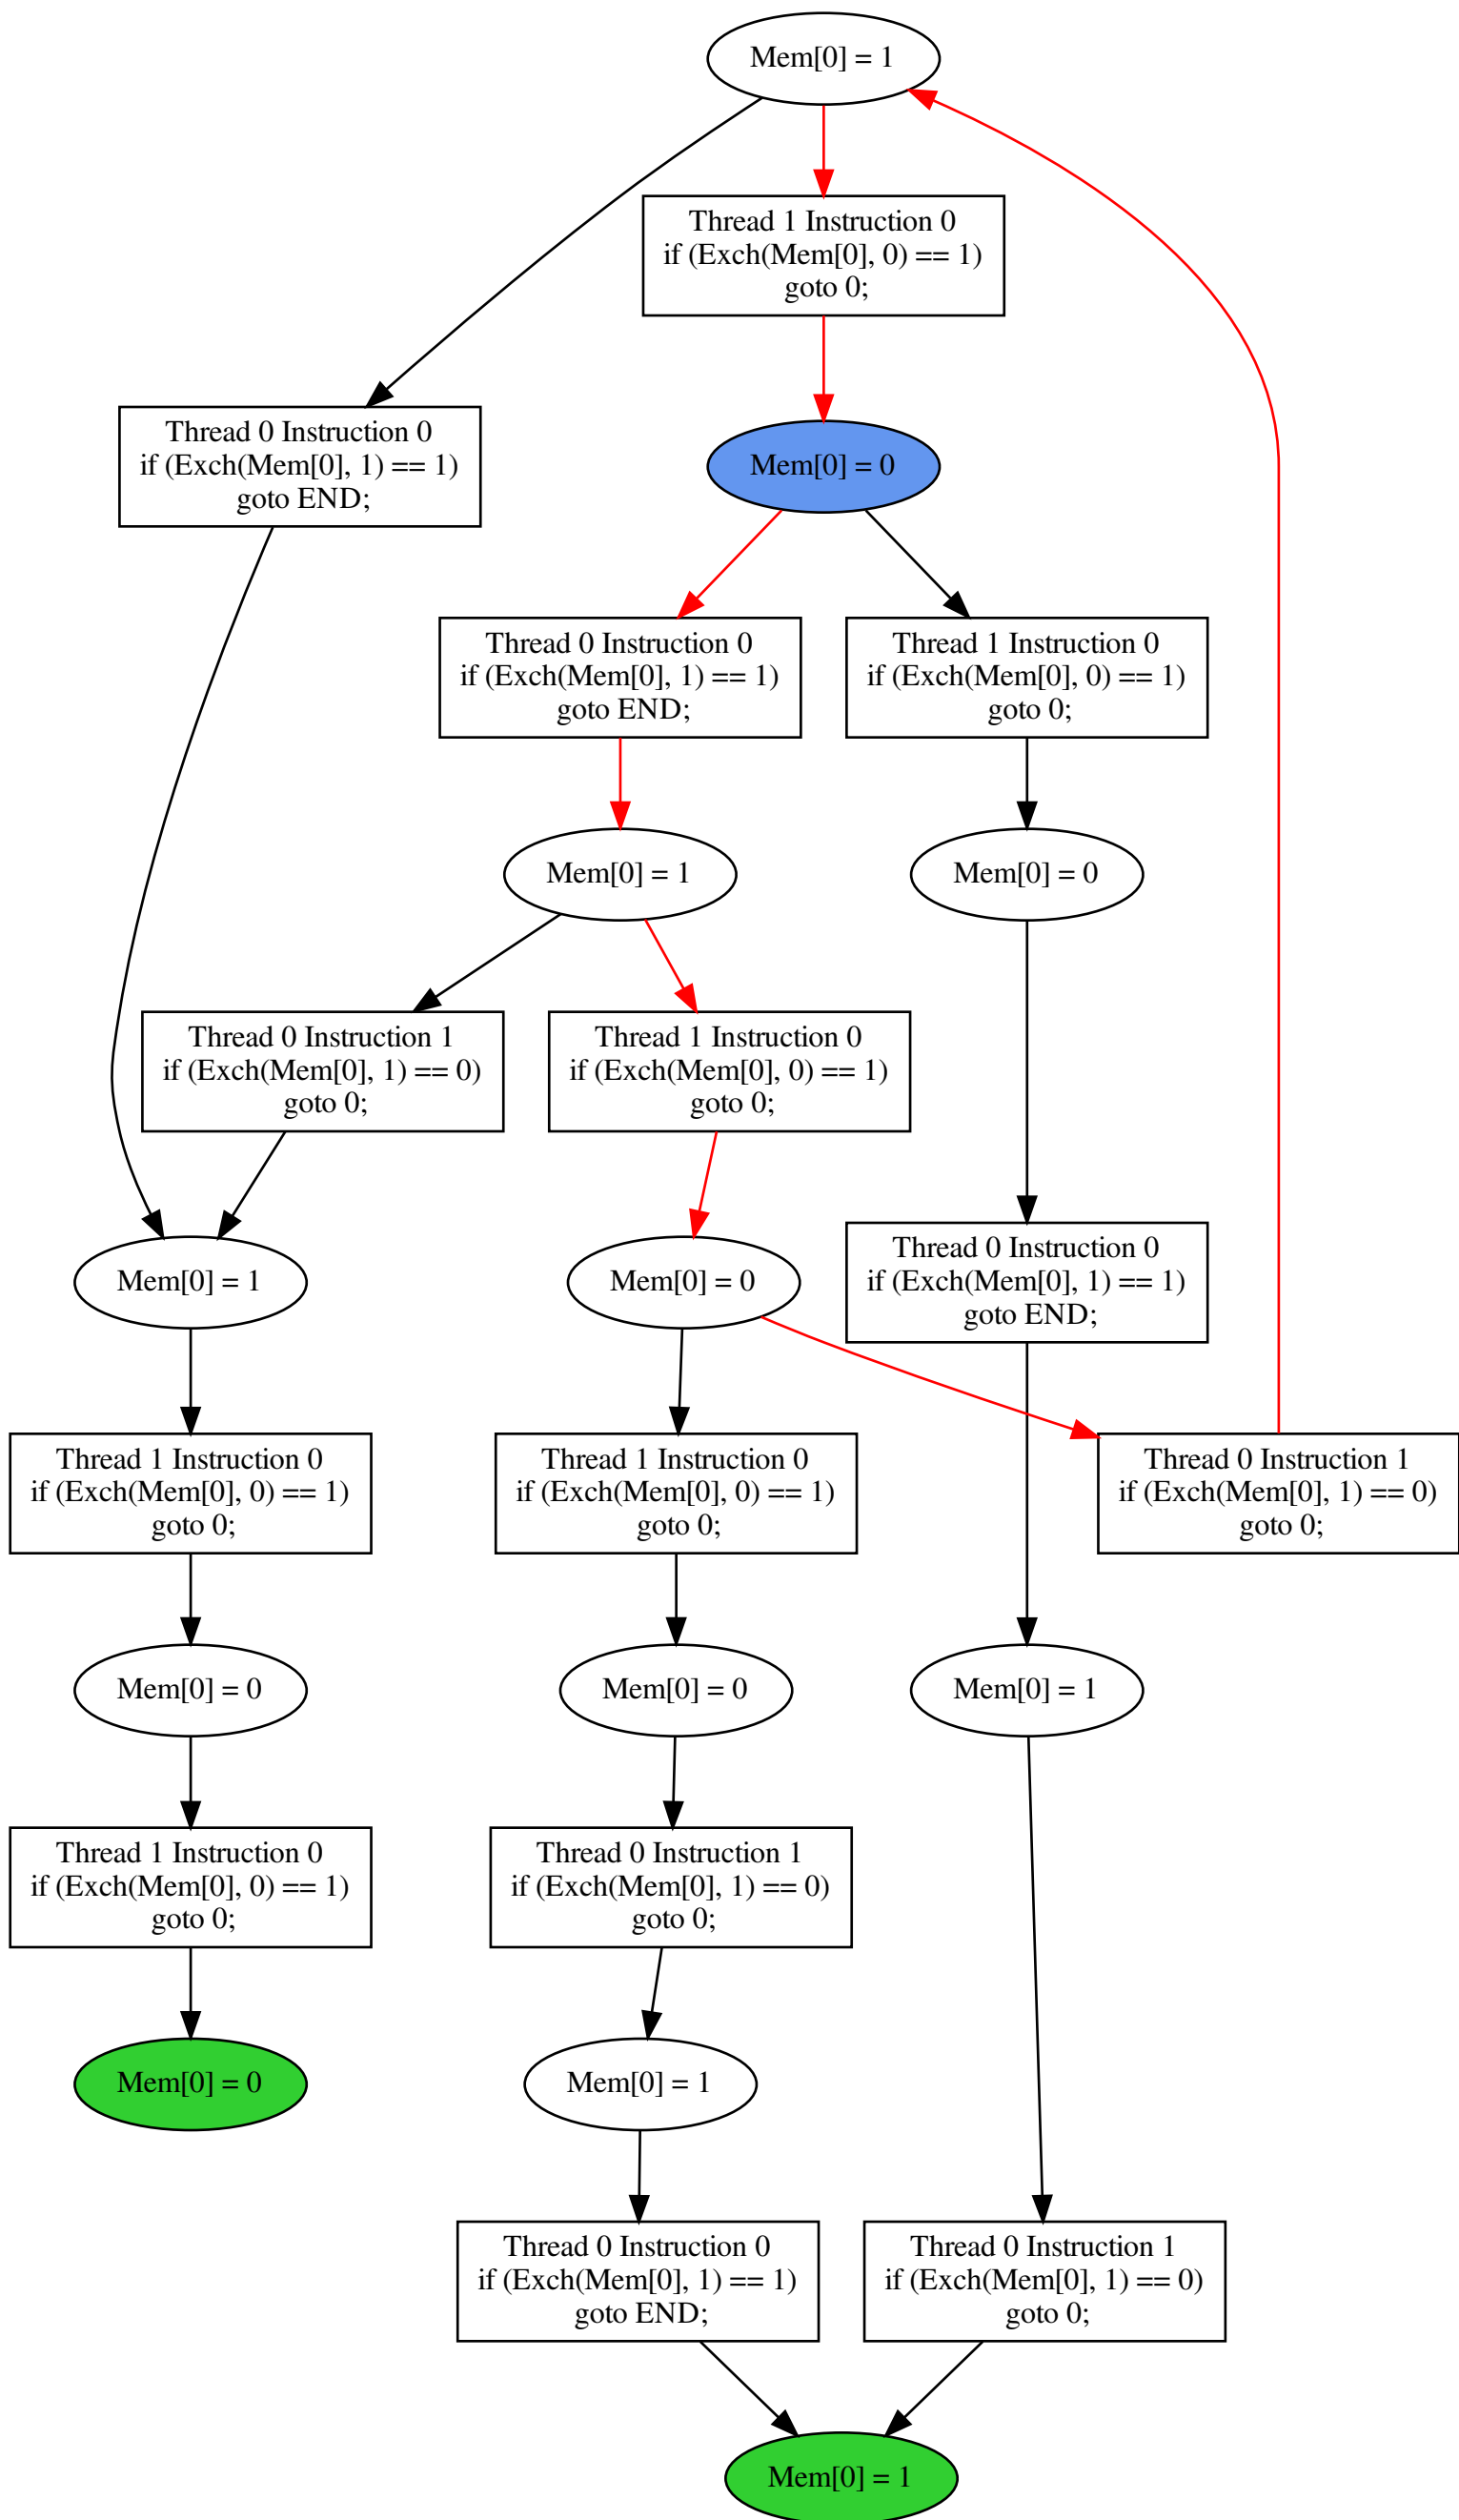 Mem[0] = 1
Thread 1 Instruction 0
if (Exch(Mem[0], 0) == 1)
goto 0;
Thread 0 Instruction 0
if (Exch(Mem[0], 1) == 1)
goto END;
Mem[0] = 0
Thread 0 Instruction 0
if (Exch(Mem[0], 1) == 1)
goto END;
Thread 1 Instruction 0
if (Exch(Mem[0], 0) == 1)
goto 0;
Mem[0] = 1
Mem[0] = 0
Thread 0 Instruction 1
if (Exch(Mem[0], 1) == 0)
goto 0;
Thread 1 Instruction 0
if (Exch(Mem[0], 0) == 1)
goto 0;
Mem[0] = 1
Mem[0] = 0
Thread 0 Instruction 0
if (Exch(Mem[0], 1) == 1)
goto END;
Thread 1 Instruction 0
if (Exch(Mem[0], 0) == 1)
goto 0;
Thread 1 Instruction 0
if (Exch(Mem[0], 0) == 1)
goto 0;
Thread 0 Instruction 1
if (Exch(Mem[0], 1) == 0)
goto 0;
Mem[0] = 0
Mem[0] = 0
Mem[0] = 1
Thread 1 Instruction 0
if (Exch(Mem[0], 0) == 1)
goto 0;
Thread 0 Instruction 1
if (Exch(Mem[0], 1) == 0)
goto 0;
Mem[0] = 0
Mem[0] = 1
Thread 0 Instruction 0
if (Exch(Mem[0], 1) == 1)
goto END;
Thread 0 Instruction 1
if (Exch(Mem[0], 1) == 0)
goto 0;
Mem[0] = 1